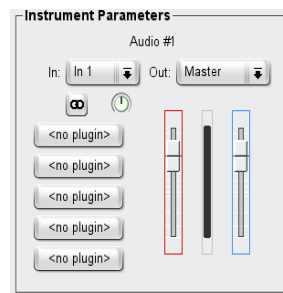 Instrument Parameters
Audio #1
In: In 1 Out: Master
<no plugin>
<no plugin>
<no plugin>
<no plugin>
<no plugin>